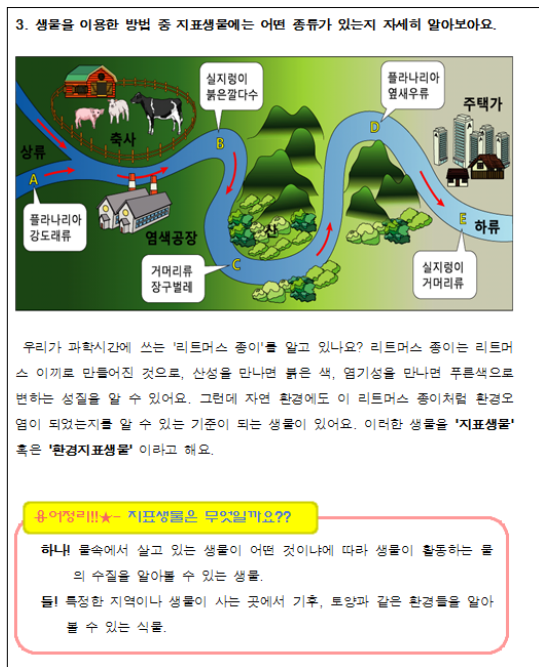 3. 생물을 이용한 방법 중 지표생물에는 어떤 종류가 있는지 자세히 알아보아요.
실지렁이
붉은깔다수
플라나리아
옆새우류
주택가
축사
상류
A
B
D
E
하류
플라나리아
강도래류
염색공장
산
C
거머리류
장구벌레
실지렁이
거머리류
우리가 과학시간에 쓰는 '리트머스 종이'를 알고 있나요? 리트머스 종이는 리트머
스 이끼로 만들어진 것으로, 산성을 만나면 붉은 색, 염기성을 만나면 푸른색으로
변하는 성질을 알 수 있어요. 그런데 자연 환경에도 이 리트머스 종이처럼 환경오
염이 되었는지를 알 수 있는 기준이 되는 생물이 있어요. 이러한 생물을 '지표생물'
혹은 '환경지표생물' 이라고 해요.
용어정리!!★- 지표생물은 무엇일까요??
하나! 물속에서 살고 있는 생물이 어떤 것이냐에 따라 생물이 활동하는 물
의 수질을 알아볼 수 있는 생물.
둘! 특정한 지역이나 생물이 사는 곳에서 기후, 토양과 같은 환경들을 알아
볼 수 있는 식물.